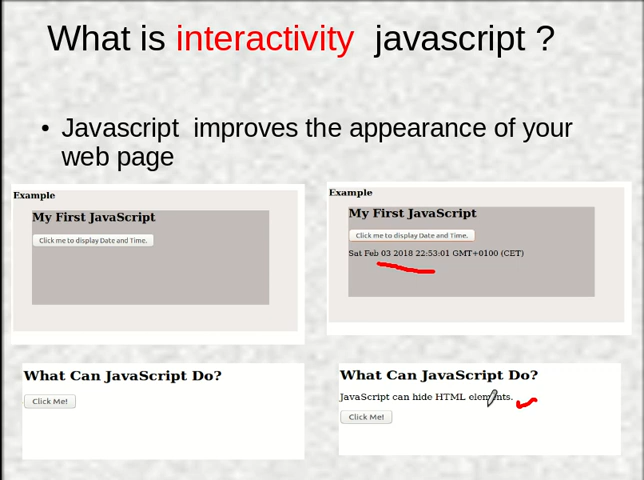 What is interactivity javascript ?
• Javascript improves the appearance of your
web page
Example
My First JavaScript
Click me to display Date and Time.
Example
My First JavaScript
Click me to display Date and Time.
Sat Feb 03 2018 22:53:01 GMT+0100 (CET)
What Can JavaScript Do?
Click Me!
What Can JavaScript Do?
JavaScript can hide HTML elements.
Click Me!